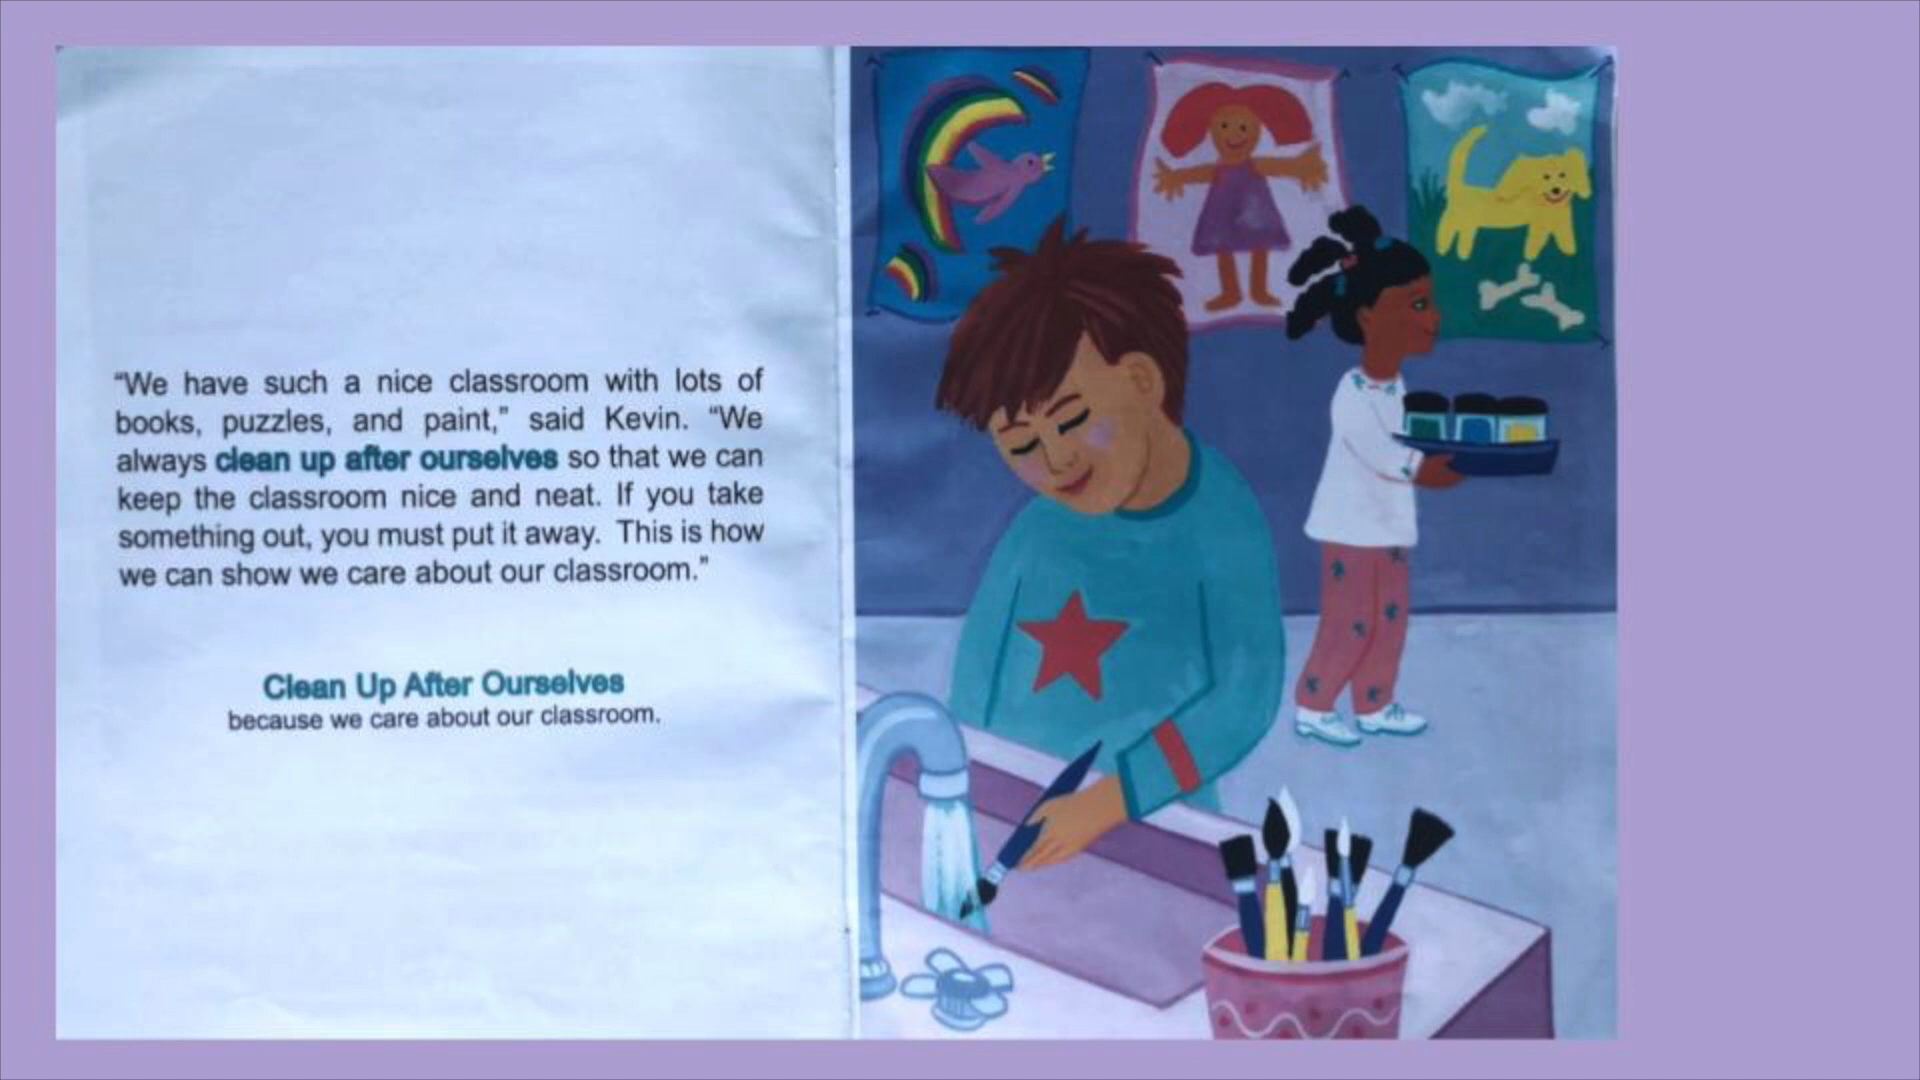 “We have such a nice classroom with lots of
books, puzzles, and paint,” said Kevin. “We
always clean up after ourselves so that we can
keep the classroom nice and neat. If you take
something out, you must put it away. This is how
we can show we care about our classroom.”
Clean Up After Ourselves
because we care about our classroom.